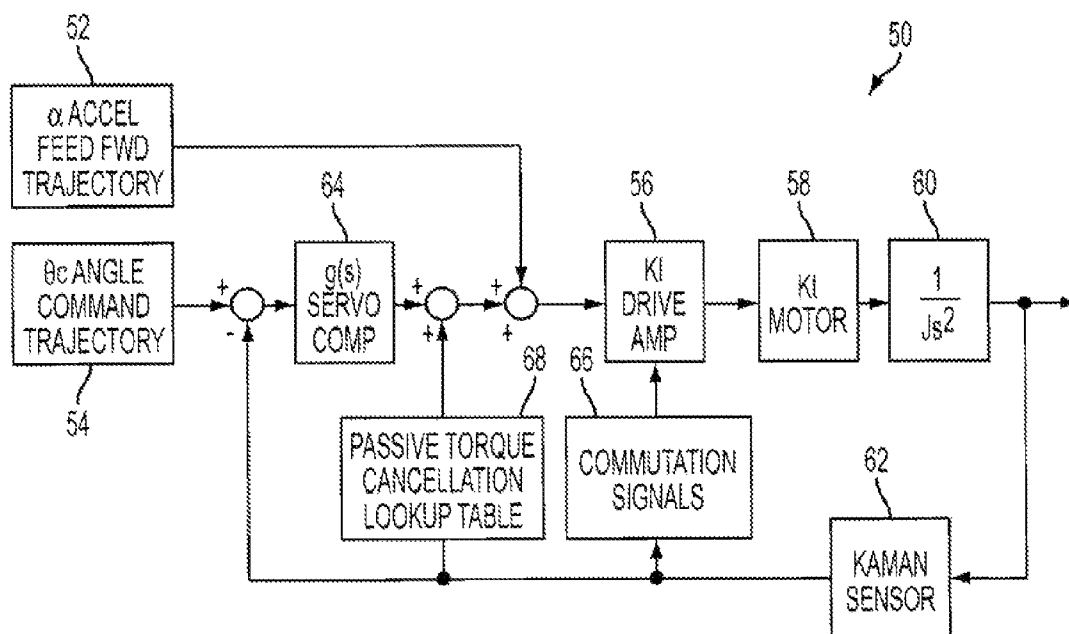 52
50
α ACCEL
FEED FWD
TRAJECTORY
64
56
58
60
θc ANGLE
COMMAND
TRAJECTORY
+
-
g(s)
SERVO
COMP
+
+
+
+
KI
DRIVE
AMP
KI
MOTOR
1
Js²
54
68
66
PASSIVE TORQUE
CANCELLATION
LOOKUP TABLE
COMMUTATION
SIGNALS
62
KAMAN
SENSOR